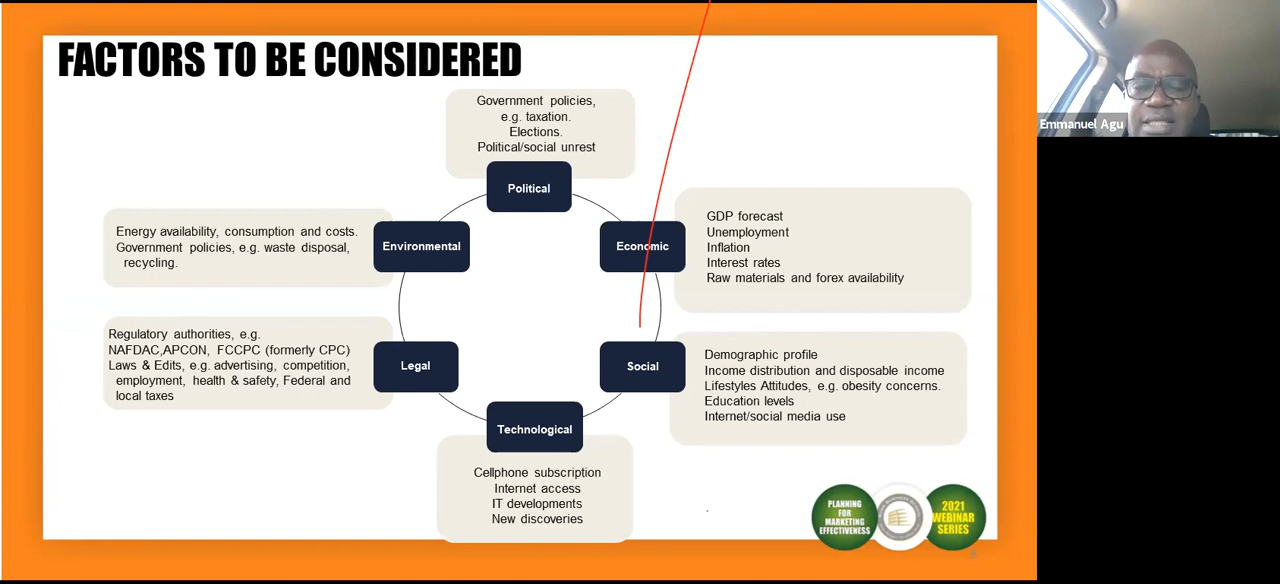 FACTORS TO BE CONSIDERED
Emmanuel Agu
Government policies,
e.g. taxation.
Elections.
Political/social unrest
Political
Economic
GDP forecast
Unemployment
Inflation
Interest rates
Raw materials and forex availability
Social
Demographic profile
Income distribution and disposable income
Lifestyles Attitudes, e.g. obesity concerns.
Education levels
Internet/social media use
Technological
Cellphone subscription
Internet access
IT developments
New discoveries
Legal
Regulatory authorities, e.g.
NAFDAC,APCON, FCCPC (formerly CPC)
Laws & Edits, e.g. advertising, competition,
employment, health & safety, Federal and
local taxes
Environmental
Energy availability, consumption and costs.
Government policies, e.g. waste disposal,
recycling.
PLANNING
FOR
MARKETING
EFFECTIVENESS
2021
WEBINAR
SERIES